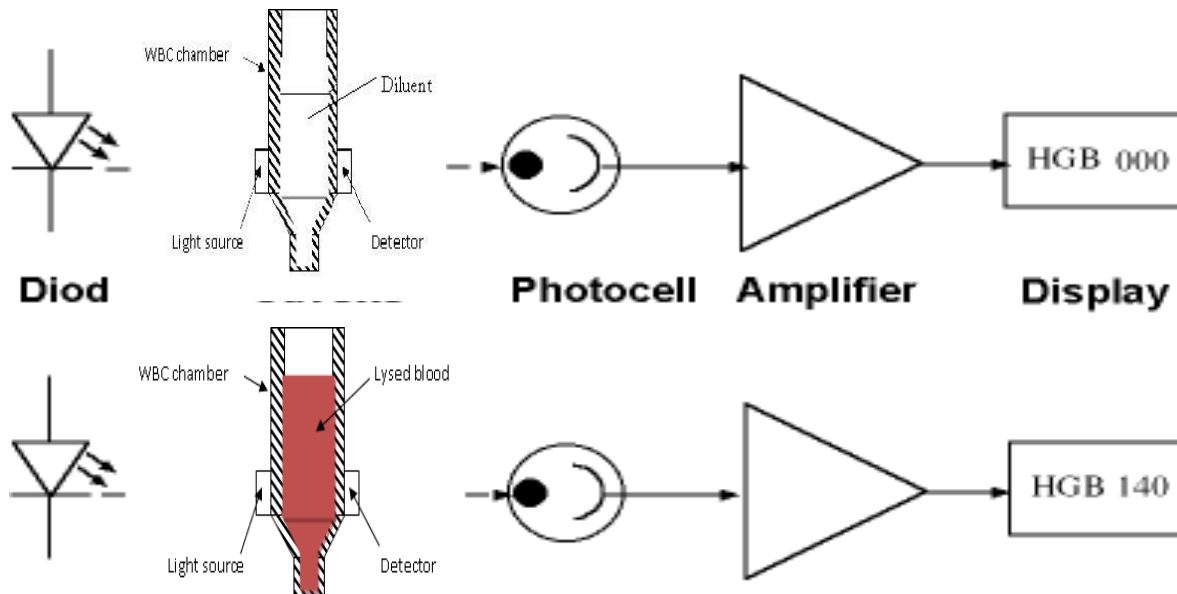 WBC chamber
Diluent
HGB 000
Light source
Detector
Diod
Photocell
Amplifier
Display
WBC chamber
Lysed blood
HGB 140
Light source
Detector